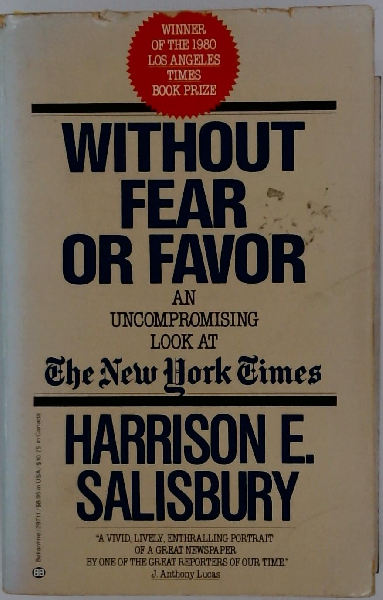 WINNER
OF THE 1980
LOS ANGELES
TIMES
BOOK PRIZE
WITHOUT
FEAR
OR FAVOR
AN
UNCOMPROMISING
LOOK AT
The New York Times
HARRISON E.
SALISBURY
"A VIVID, LIVELY, ENTHRALLING PORTRAIT
OF A GREAT NEWSPAPER
BY ONE OF THE GREAT REPORTERS OF OUR TIME"
J. Anthony Lucas
BB